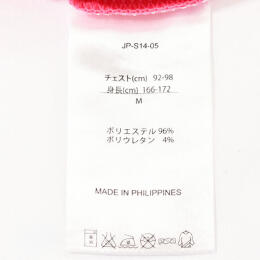 JP-S14-05
チェスト(cm) 92-98
身長(cm) 166-172
M
ポリエステル 96%
ポリウレタン 4%
MADE IN PHILIPPINES